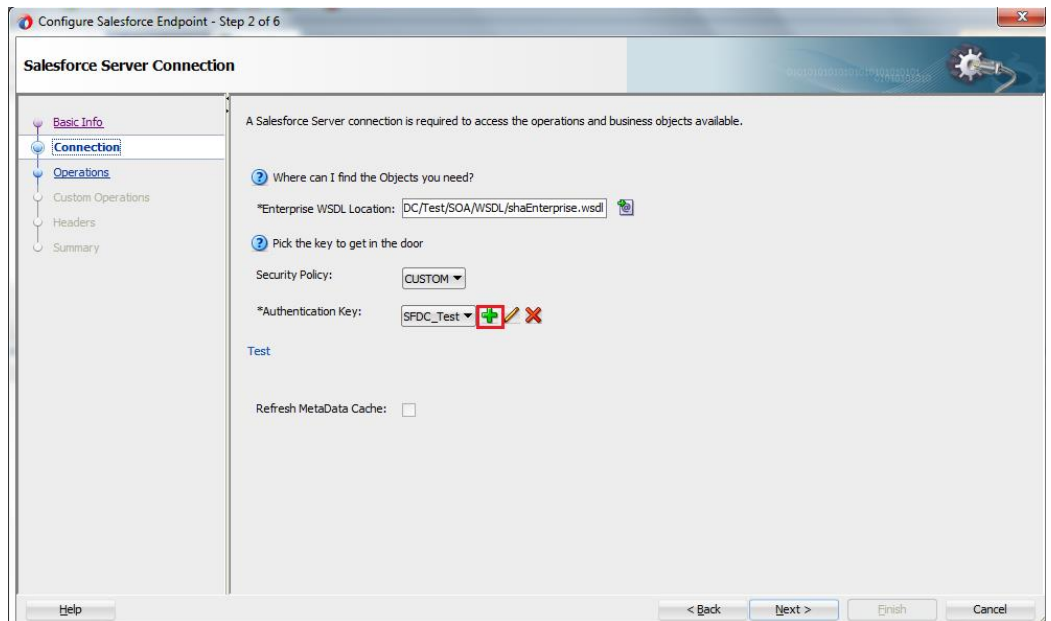 Configure Salesforce Endpoint - Step 2 of 6
Salesforce Server Connection
Basic Info
Connection
Operations
Custom Operations
Headers
Summary
A Salesforce Server connection is required to access the operations and business objects available.
Where can I find the Objects you need?
*Enterprise WSDL Location: DC/Test/SOA/WSDL/shaEnterprise.wsdl
Pick the key to get in the door
Security Policy: CUSTOM
*Authentication Key: SFDC_Test
Test
Refresh MetaData Cache:
Help < Back Next > Finish Cancel